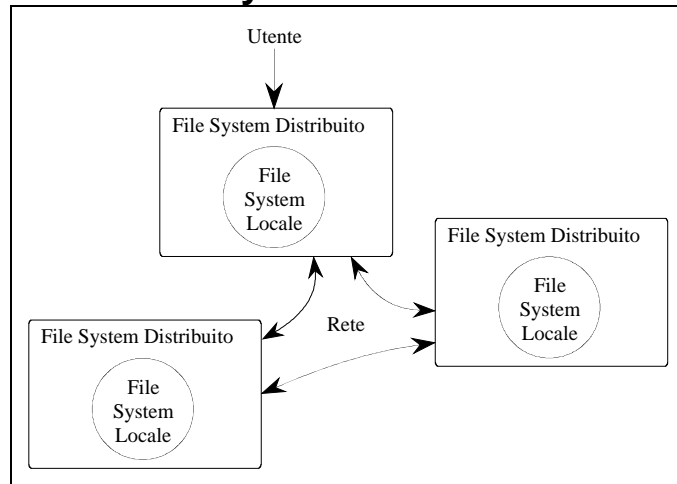 Utente
File System Distribuito
File
System
Locale
File System Distribuito
File
System
Locale
Rete
File System Distribuito
File
System
Locale